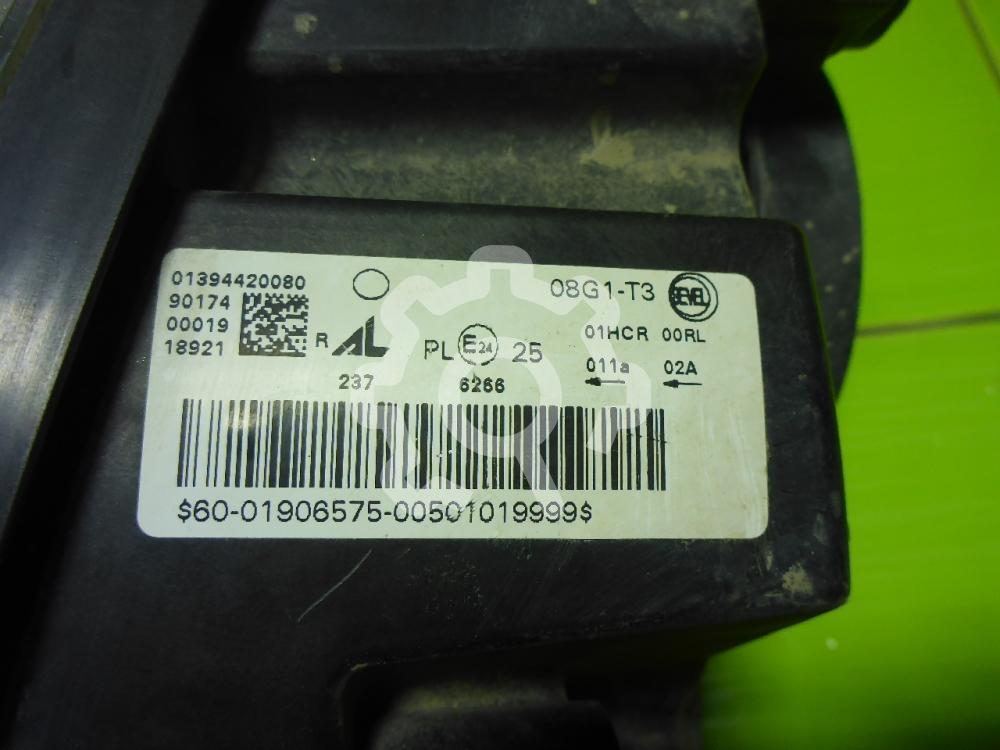 01394420080
90174
00019
18921
R AL
237
08G1-T3 BEVEL
PL E24 25
6266
01HCR 00RL
011a 02A
$60-01906575-00501019999$